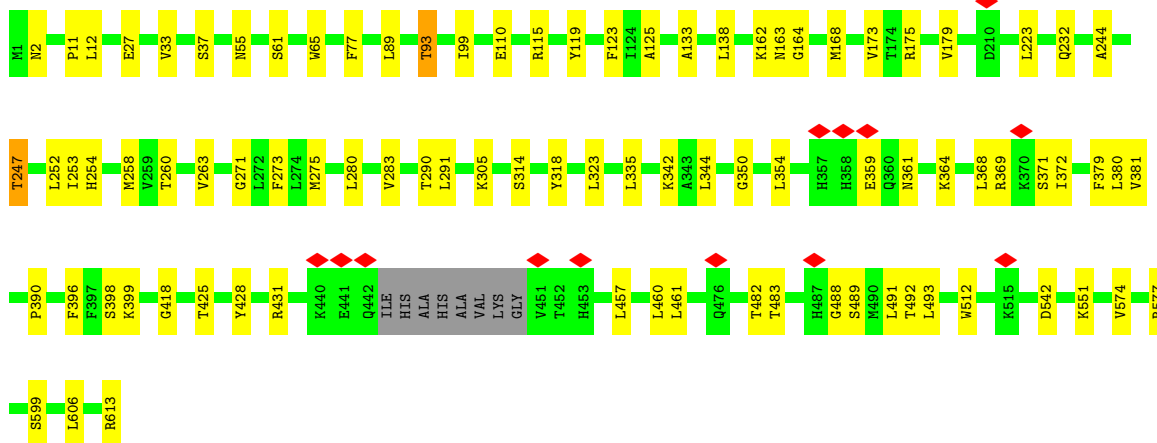 M1 N2 P11 L12 E27 V33 S37 N55 S61 W65 F77 L89 T93 I99 E110 R115 Y119 F123 I124 A125 A133 L138 K162 N163 G164 M168 V173 T174 R175 V179 D210 L223 Q232 A244
T247 L252 I253 H254 M258 V259 T260 V263 G271 L272 F273 L274 M275 L280 V283 T290 L291 K305 S314 Y318 L323 L335 K342 A343 L344 G350 L354 H357 H358 E359 Q360 N361 K364 L368 R369 K370 S371 I372 F379 L380 V381
P390 F396 F397 S398 K399 G418 T425 Y428 R431 K440 E441 Q442 ILE HIS ALA HIS ALA VAL LYS GLY V451 T452 H453 L457 L460 L461 Q476 T482 T483 H487 G488 S489 M490 L491 T492 L493 W512 K515 D542 K551 V574
S599 L606 R613